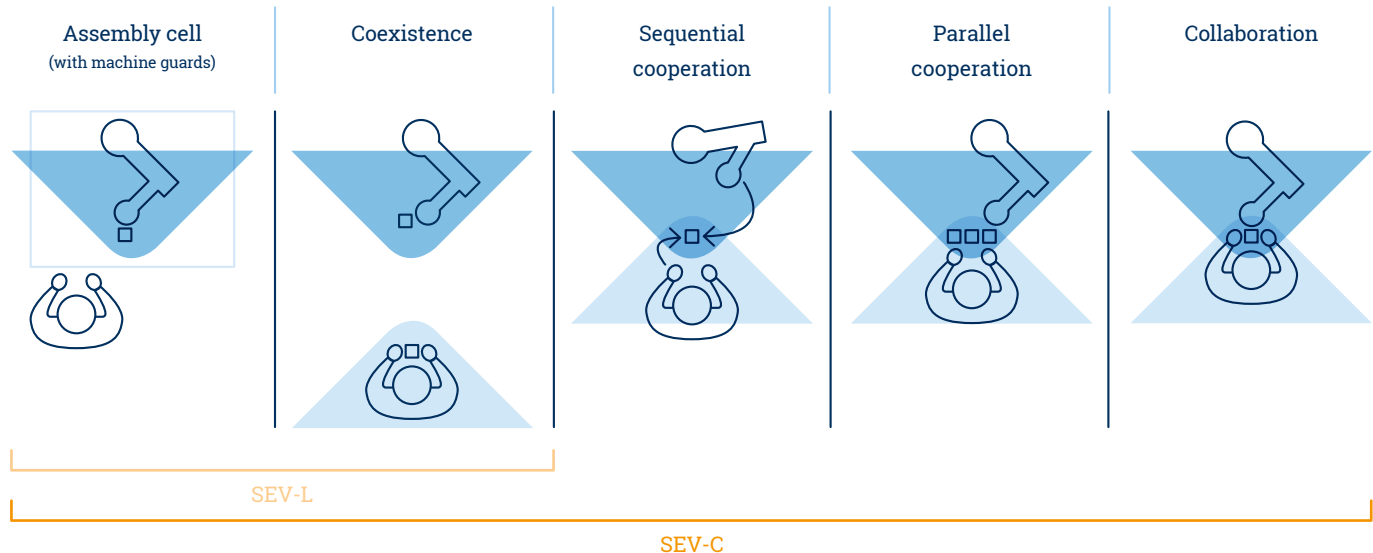 Assembly cell
(with machine guards)
Coexistence
Sequential
cooperation
Parallel
cooperation
Collaboration
SEV-L
SEV-C